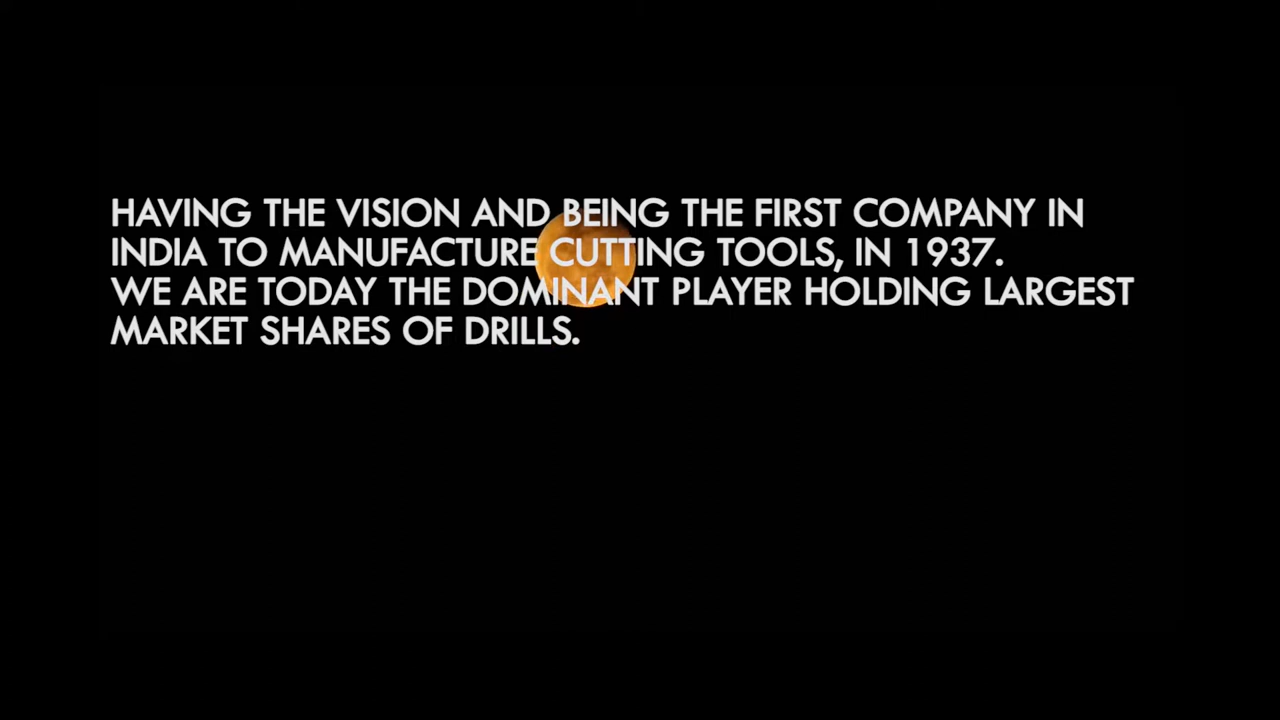 HAVING THE VISION AND BEING THE FIRST COMPANY IN
INDIA TO MANUFACTURE CUTTING TOOLS, IN 1937.
WE ARE TODAY THE DOMINANT PLAYER HOLDING LARGEST
MARKET SHARES OF DRILLS.